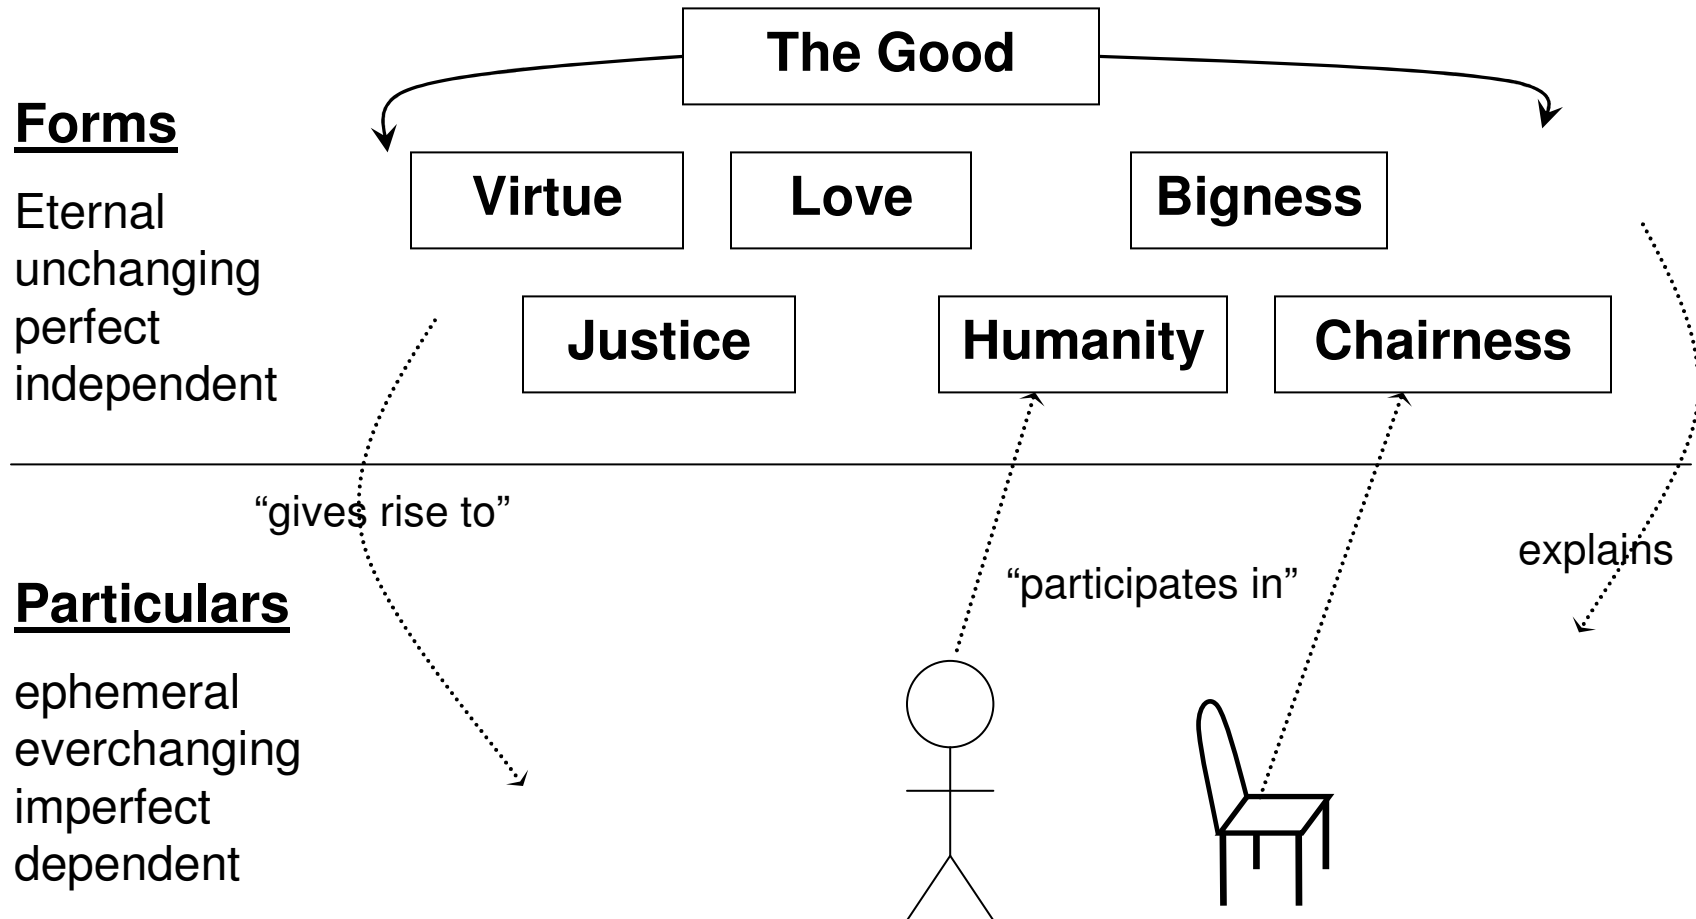 The Good
Forms
Virtue
Love
Bigness
Eternal
unchanging
perfect
independent
Justice
Humanity
Chairness
“gives rise to”
explains
“participates in”
Particulars
ephemeral
everchanging
imperfect
dependent